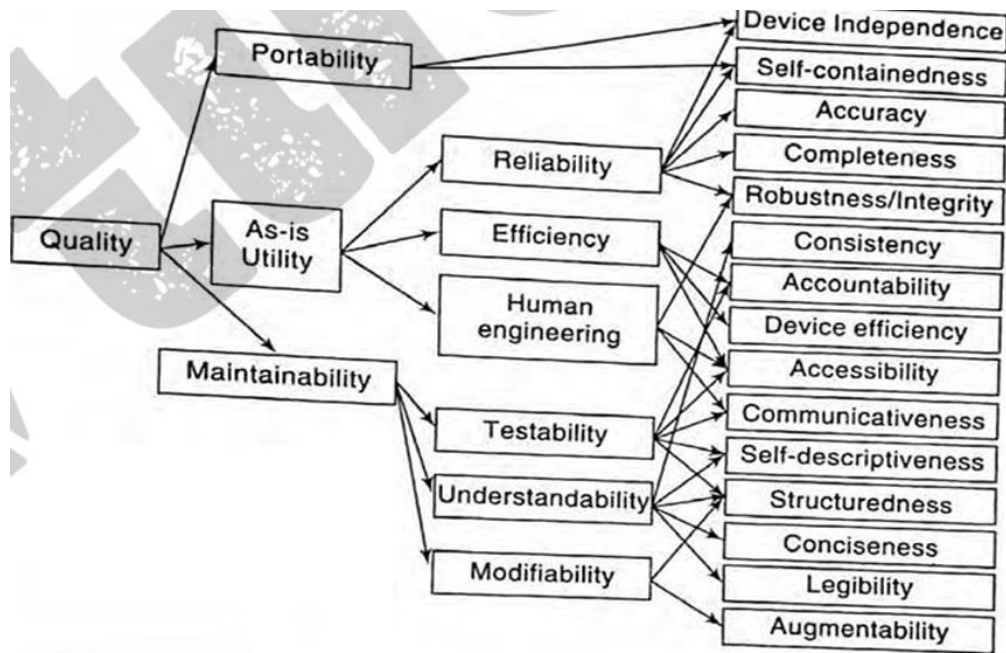 Device Independence
Portability
Self-containedness
Accuracy
Reliability
Completeness
Robustness/Integrity
Quality
As-is
Utility
Efficiency
Consistency
Accountability
Human
engineering
Device efficiency
Maintainability
Accessibility
Communicativeness
Testability
Self-descriptiveness
Understandability
Structuredness
Conciseness
Modifiability
Legibility
Augmentability